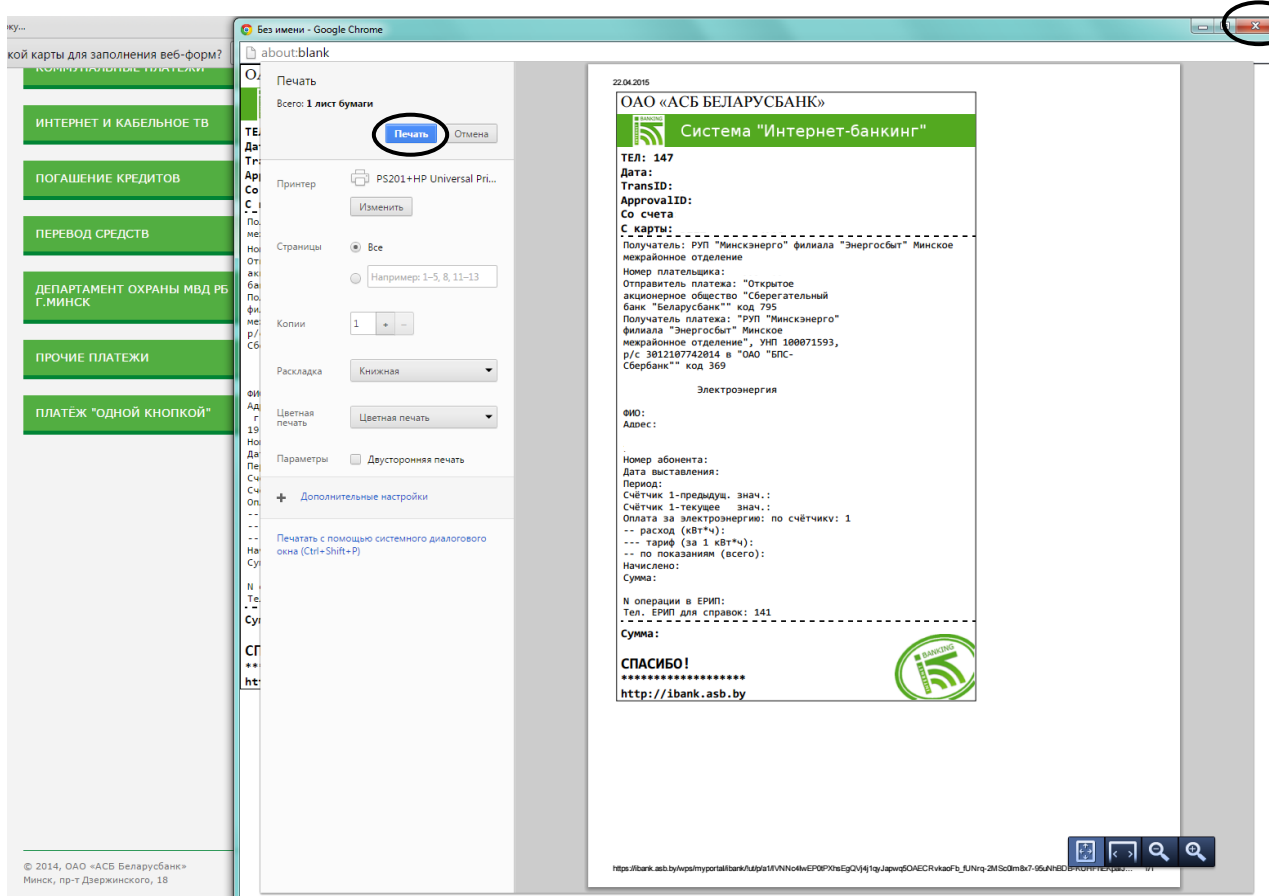 ку...
кой карты для заполнения веб-форм?
КОММУНАЛЬНЫЕ ПЛАТЕЖИ
ИНТЕРНЕТ И КАБЕЛЬНОЕ ТВ
ПОГАШЕНИЕ КРЕДИТОВ
ПЕРЕВОД СРЕДСТВ
ДЕПАРТАМЕНТ ОХРАНЫ МВД РБ
Г.МИНСК
ПРОЧИЕ ПЛАТЕЖИ
ПЛАТЁЖ "ОДНОЙ КНОПКОЙ"
© 2014, ОАО «АСБ Беларусбанк»
Минск, пр-т Дзержинского, 18
Без имени - Google Chrome
about:blank
Печать
Всего: 1 лист бумаги
Печать Отмена
Принтер PS201+HP Universal Pri...
Изменить
Страницы Все
Например: 1–5, 8, 11–13
Копии 1 + –
Раскладка Книжная
Цветная
печать Цветная печать
Параметры Двусторонняя печать
+ Дополнительные настройки
Печатать с помощью системного диалогового
окна (Ctrl+Shift+P)
22.04.2015
ОАО «АСБ БЕЛАРУСБАНК»
BANKING
Система "Интернет-банкинг"
ТЕЛ: 147
Дата:
TransID:
ApprovalID:
Со счета
С карты:
Получатель: РУП "Минскэнерго" филиала "Энергосбыт" Минское
межрайонное отделение
Номер плательщика:
Отправитель платежа: "Открытое
акционерное общество "Сберегательный
банк "Беларусбанк"" код 795
Получатель платежа: "РУП "Минскэнерго"
филиала "Энергосбыт" Минское
межрайонное отделение", УНП 100071593,
р/с 3012107742014 в "ОАО "БПС-
Сбербанк"" код 369
Электроэнергия
ФИО:
Адрес:
Номер абонента:
Дата выставления:
Период:
Счётчик 1-предыдущ. знач.:
Счётчик 1-текущее знач.:
Оплата за электроэнергию: по счётчику: 1
-- расход (кВт*ч):
--- тариф (за 1 кВт*ч):
-- по показаниям (всего):
Начислено:
Сумма:
N операции в ЕРИП:
Тел. ЕРИП для справок: 141
Сумма:
СПАСИБО!
*******************
http://ibank.asb.by
BANKING